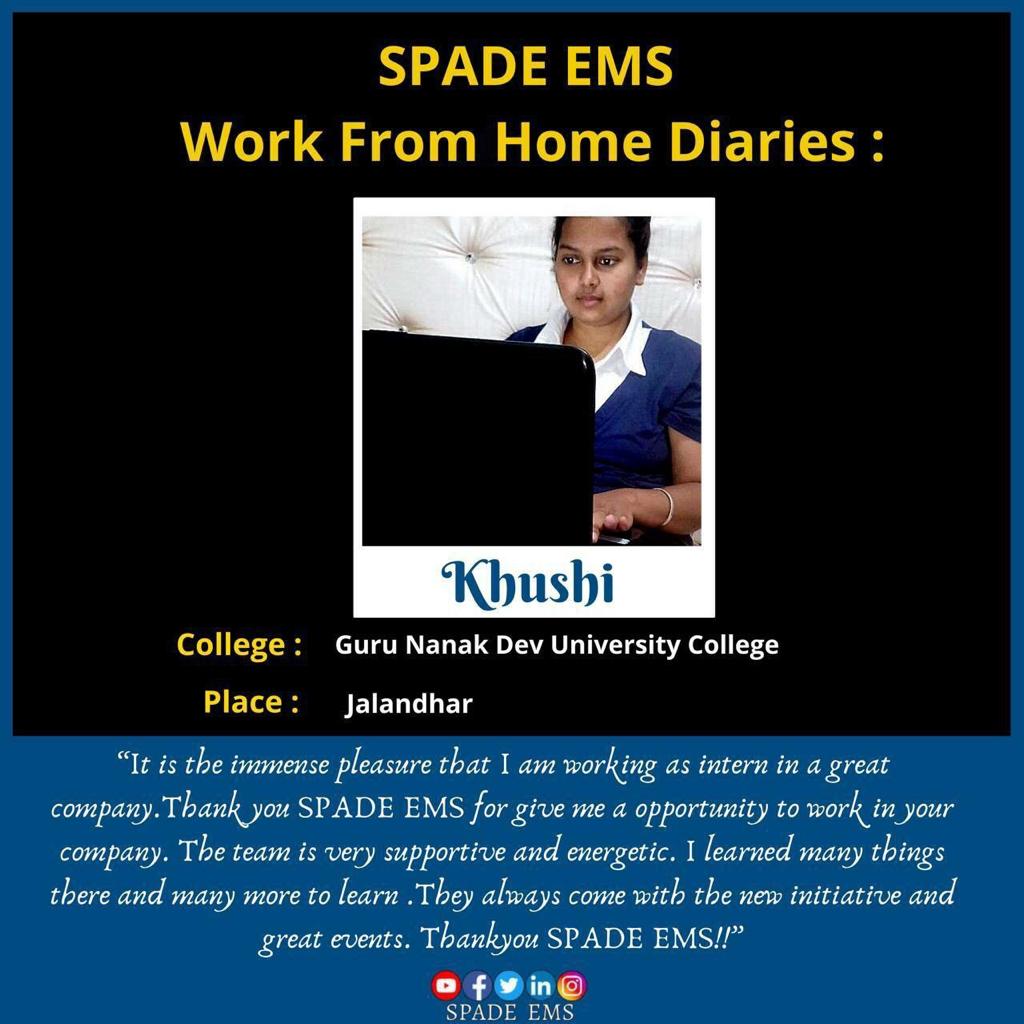 SPADE EMS
Work From Home Diaries :
Khushi
College : Guru Nanak Dev University College
Place : Jalandhar
“It is the immense pleasure that I am working as intern in a great
company.Thank you SPADE EMS for give me a opportunity to work in your
company. The team is very supportive and energetic. I learned many things
there and many more to learn .They always come with the new initiative and
great events. Thankyou SPADE EMS!!”
SPADE EMS